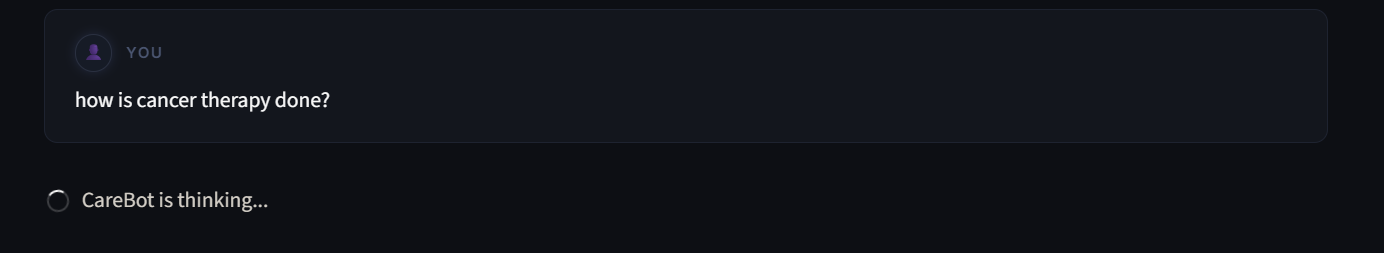 YOU
how is cancer therapy done?
CareBot is thinking...